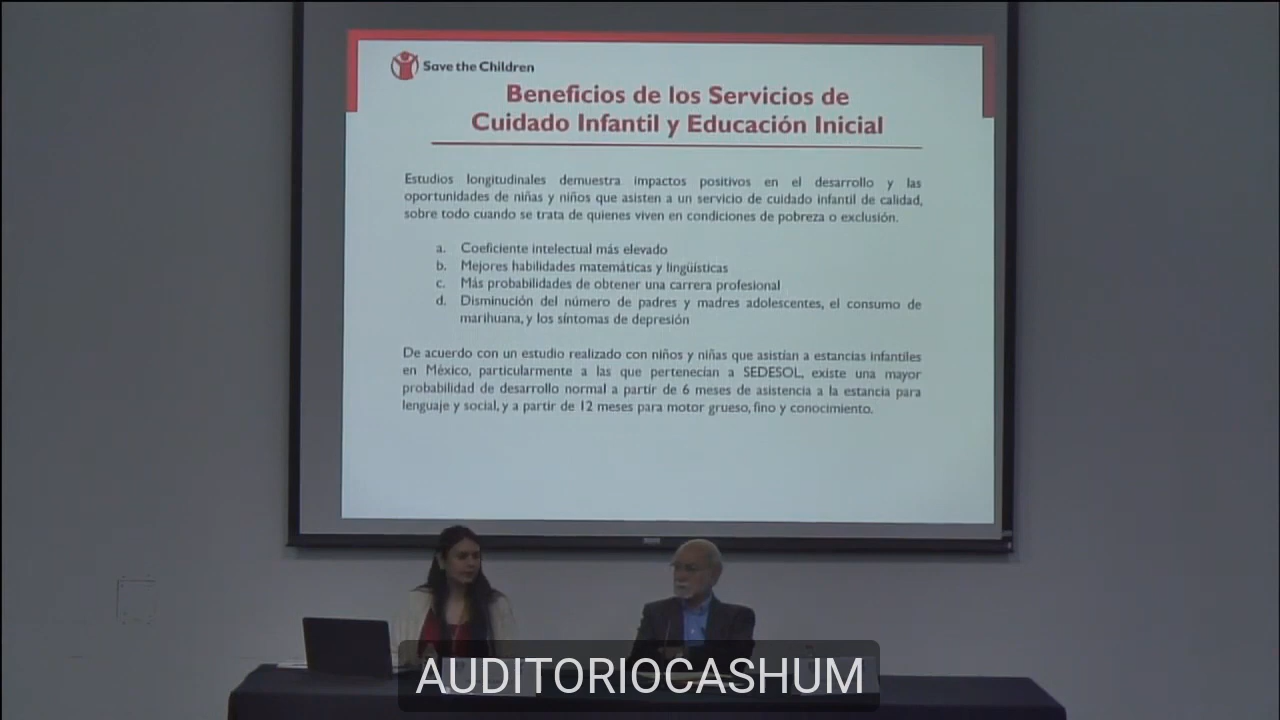 Save the Children
Beneficios de los Servicios de
Cuidado Infantil y Educación Inicial
Estudios longitudinales demuestra impactos positivos en el desarrollo y las
oportunidades de niñas y niños que asisten a un servicio de cuidado infantil de calidad,
sobre todo cuando se trata de quienes viven en condiciones de pobreza o exclusión.
a. Coeficiente intelectual más elevado
b. Mejores habilidades matemáticas y lingüísticas
c. Más probabilidades de obtener una carrera profesional
d. Disminución del número de padres y madres adolescentes, el consumo de
marihuana, y los síntomas de depresión
De acuerdo con un estudio realizado con niños y niñas que asistían a estancias infantiles
en México, particularmente a las que pertenecían a SEDESOL, existe una mayor
probabilidad de desarrollo normal a partir de 6 meses de asistencia a la estancia para
lenguaje y social, y a partir de 12 meses para motor grueso, fino y conocimiento.
AUDITORIOCASHUM